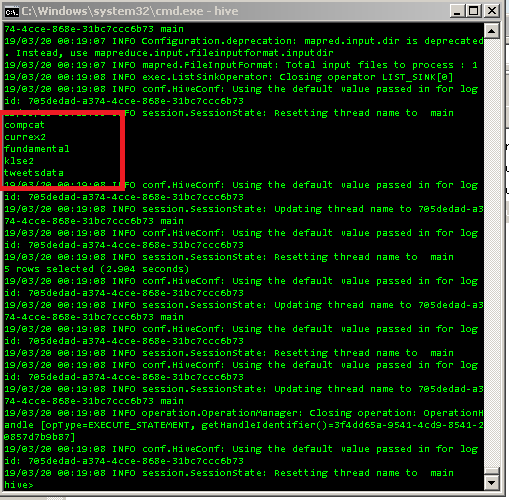 C:\Windows\system32\cmd.exe - hive
74-4cce-868e-31bc7ccc6b73 main
19/03/20 00:19:07 INFO Configuration.deprecation: mapred.input.dir is deprecated
. Instead, use mapreduce.input.fileinputformat.inputdir
19/03/20 00:19:07 INFO mapred.FileInputFormat: Total input files to process : 1
19/03/20 00:19:08 INFO exec.ListSinkOperator: Closing operator LIST_SINK[0]
19/03/20 00:19:08 INFO conf.HiveConf: Using the default value passed in for log
id: 705dedad-a374-4cce-868e-31bc7ccc6b73
19/03/20 00:19:08 INFO session.SessionState: Resetting thread name to  main
compcat
currex2
fundamental
klse2
tweetsdata
19/03/20 00:19:08 INFO conf.HiveConf: Using the default value passed in for log
id: 705dedad-a374-4cce-868e-31bc7ccc6b73
19/03/20 00:19:08 INFO session.SessionState: Updating thread name to 705dedad-a3
74-4cce-868e-31bc7ccc6b73 main
19/03/20 00:19:08 INFO conf.HiveConf: Using the default value passed in for log
id: 705dedad-a374-4cce-868e-31bc7ccc6b73
19/03/20 00:19:08 INFO session.SessionState: Resetting thread name to  main
5 rows selected (2.904 seconds)
19/03/20 00:19:08 INFO conf.HiveConf: Using the default value passed in for log
id: 705dedad-a374-4cce-868e-31bc7ccc6b73
19/03/20 00:19:08 INFO session.SessionState: Updating thread name to 705dedad-a3
74-4cce-868e-31bc7ccc6b73 main
19/03/20 00:19:08 INFO conf.HiveConf: Using the default value passed in for log
id: 705dedad-a374-4cce-868e-31bc7ccc6b73
19/03/20 00:19:08 INFO session.SessionState: Resetting thread name to  main
19/03/20 00:19:08 INFO conf.HiveConf: Using the default value passed in for log
id: 705dedad-a374-4cce-868e-31bc7ccc6b73
19/03/20 00:19:08 INFO session.SessionState: Updating thread name to 705dedad-a3
74-4cce-868e-31bc7ccc6b73 main
19/03/20 00:19:08 INFO operation.OperationManager: Closing operation: OperationH
andle [opType=EXECUTE_STATEMENT, getHandleIdentifier()=3f4dd65a-9541-4cd9-8541-2
0857d7b9b87]
19/03/20 00:19:08 INFO conf.HiveConf: Using the default value passed in for log
id: 705dedad-a374-4cce-868e-31bc7ccc6b73
19/03/20 00:19:08 INFO session.SessionState: Resetting thread name to  main
hive>